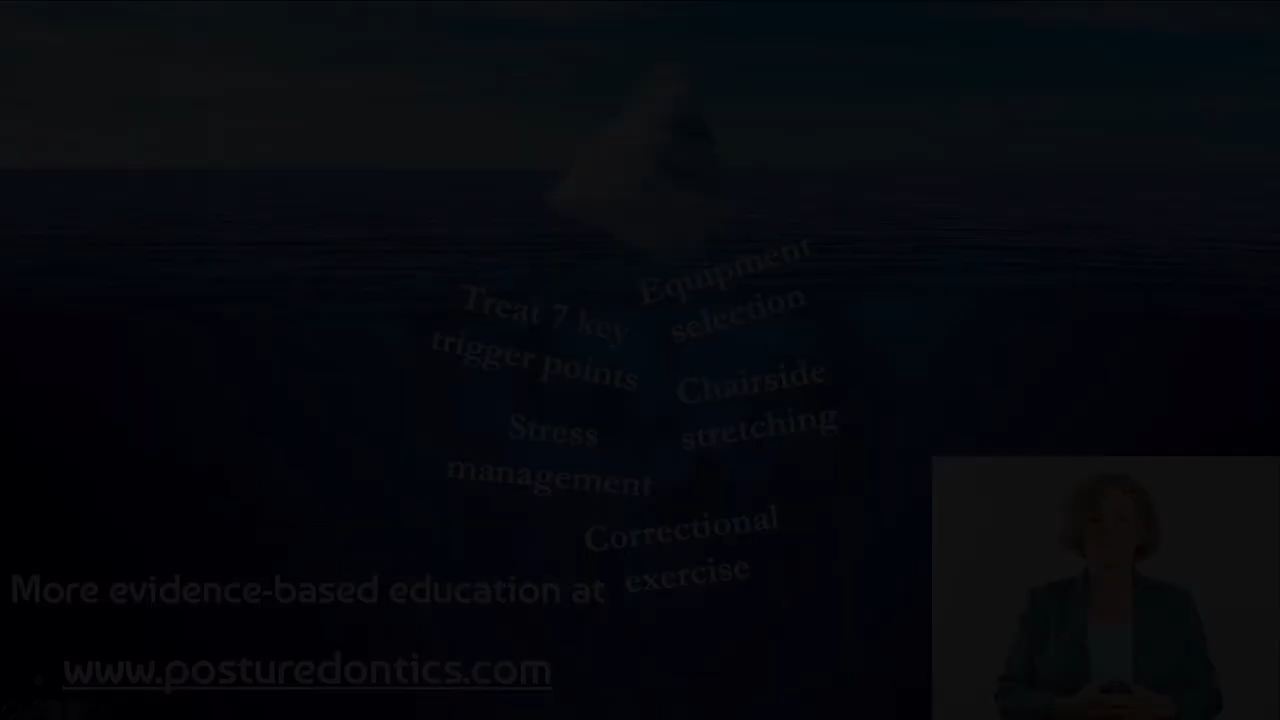 Equipment
selection
Treat 7 key
trigger points
Chairside
stretching
Stress
management
Correctional
exercise
More evidence-based education at
www.posturedontics.com